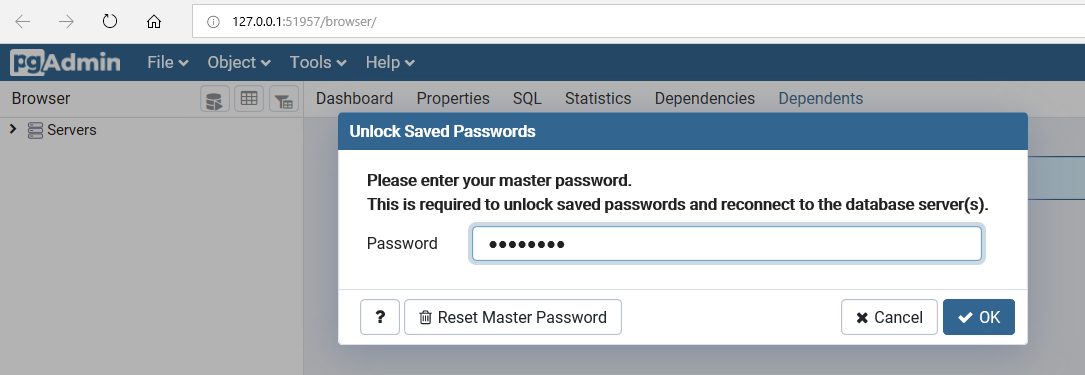 127.0.0.1:51957/browser/
pgAdmin File Object Tools Help
Browser Dashboard Properties SQL Statistics Dependencies Dependents
Servers
Unlock Saved Passwords
Please enter your master password.
This is required to unlock saved passwords and reconnect to the database server(s).
Password ••••••••
? Reset Master Password Cancel OK